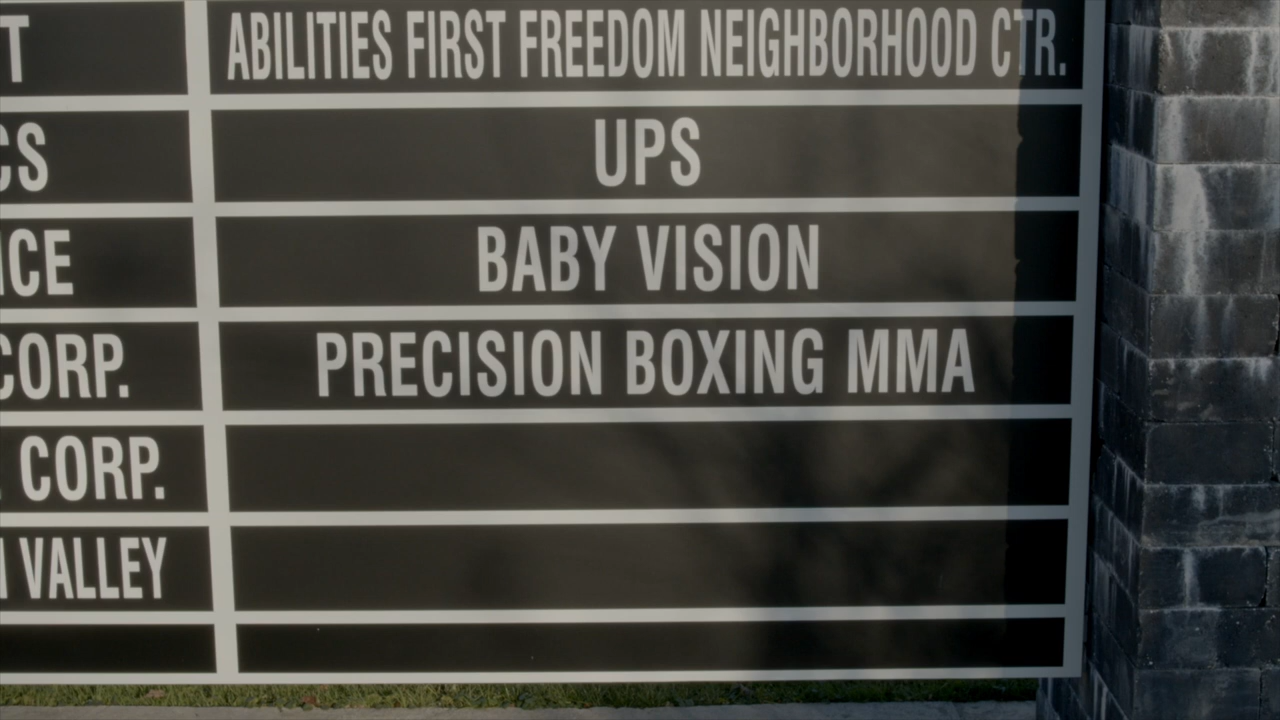 T
ABILITIES FIRST FREEDOM NEIGHBORHOOD CTR.
CS
UPS
ICE
BABY VISION
CORP.
PRECISION BOXING MMA
CORP.
VALLEY